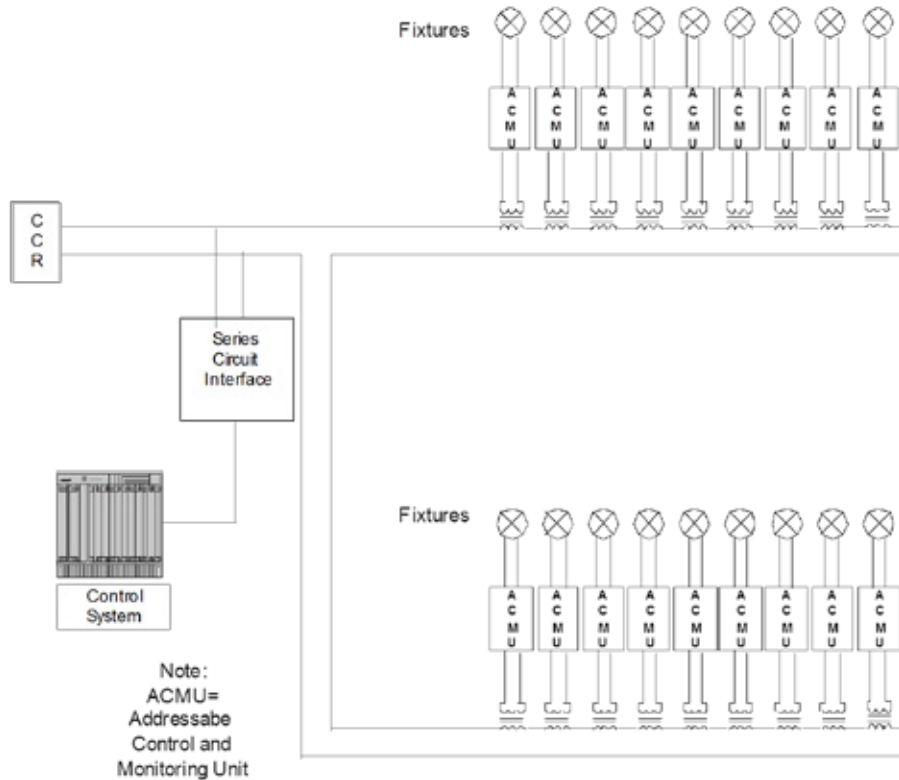 Fixtures
A C M U A C M U A C M U A C M U A C M U A C M U A C M U A C M U A C M U
C
C
R
Series
Circuit
Interface
Fixtures
A C M U A C M U A C M U A C M U A C M U A C M U A C M U A C M U A C M U
Control
System
Note:
ACMU=
Addressabe
Control and
Monitoring Unit